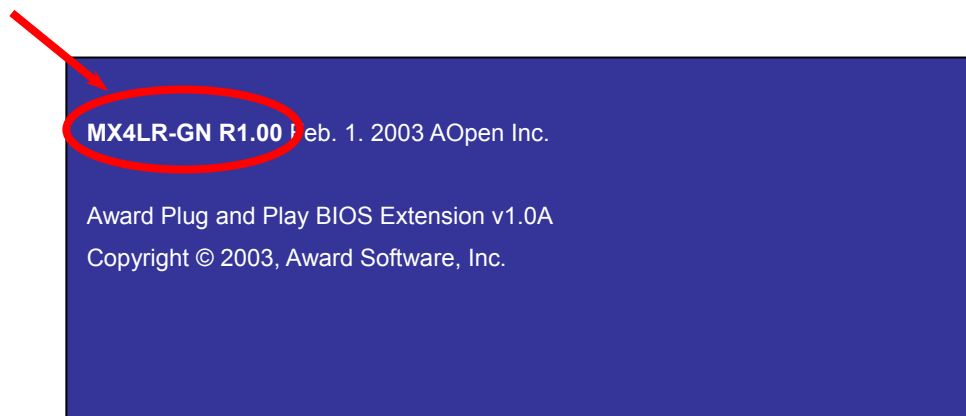 MX4LR-GN R1.00 Feb. 1. 2003 AOpen Inc.
Award Plug and Play BIOS Extension v1.0A
Copyright © 2003, Award Software, Inc.